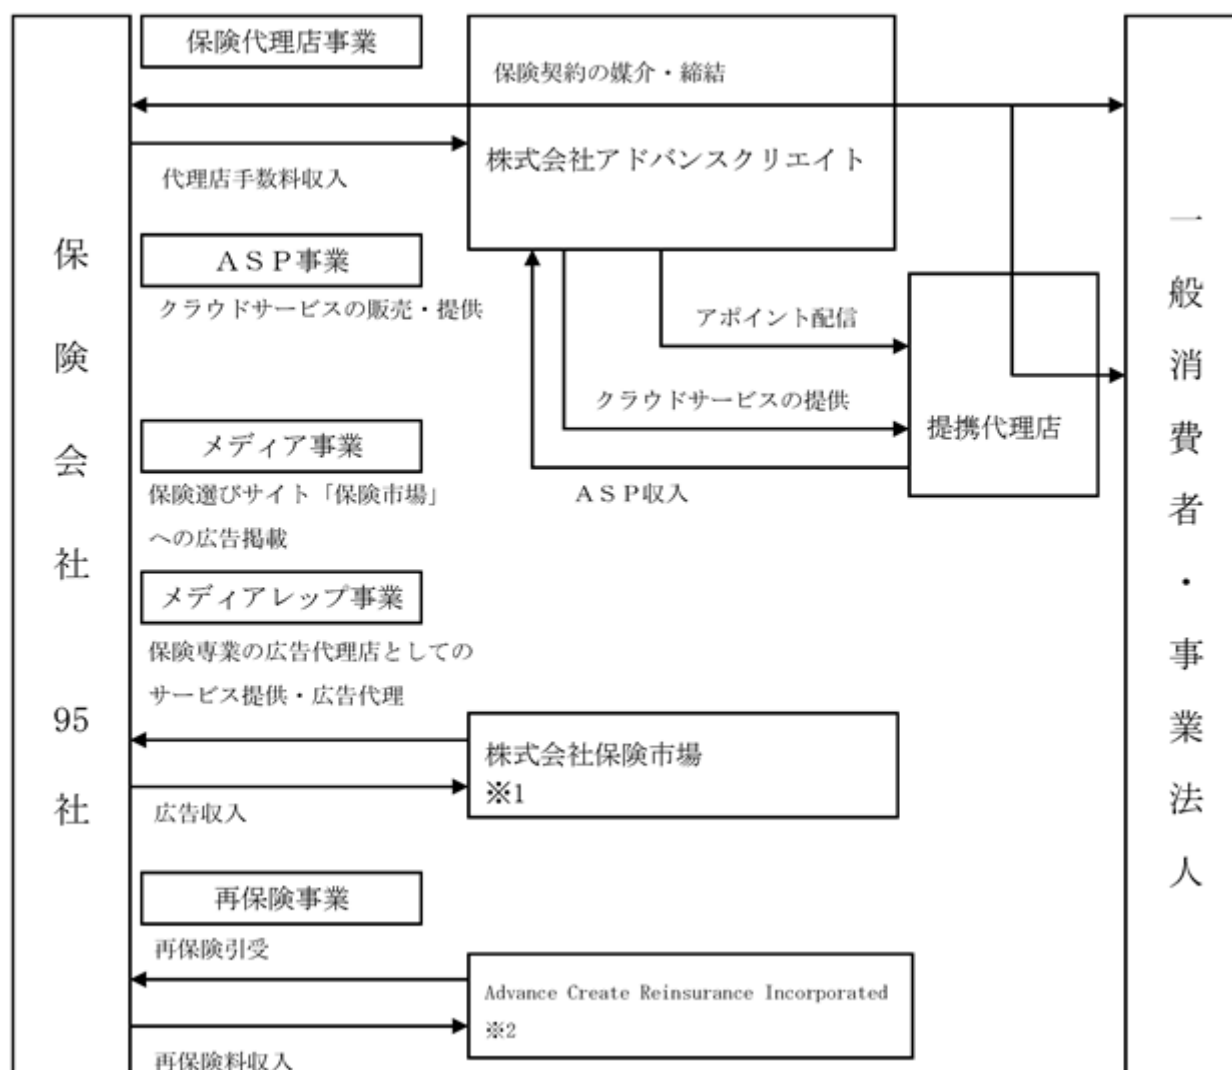 保険会社95社
保険代理店事業
保険契約の媒介・締結
株式会社アドバンスクリエイト
代理店手数料収入
ＡＳＰ事業
クラウドサービスの販売・提供
アポイント配信
クラウドサービスの提供
提携代理店
ＡＳＰ収入
メディア事業
保険選びサイト「保険市場」
への広告掲載
メディアレップ事業
保険専業の広告代理店としての
サービス提供・広告代理
株式会社保険市場
※1
広告収入
再保険事業
再保険引受
Advance Create Reinsurance Incorporated
※2
再保険料収入
一般消費者・事業法人